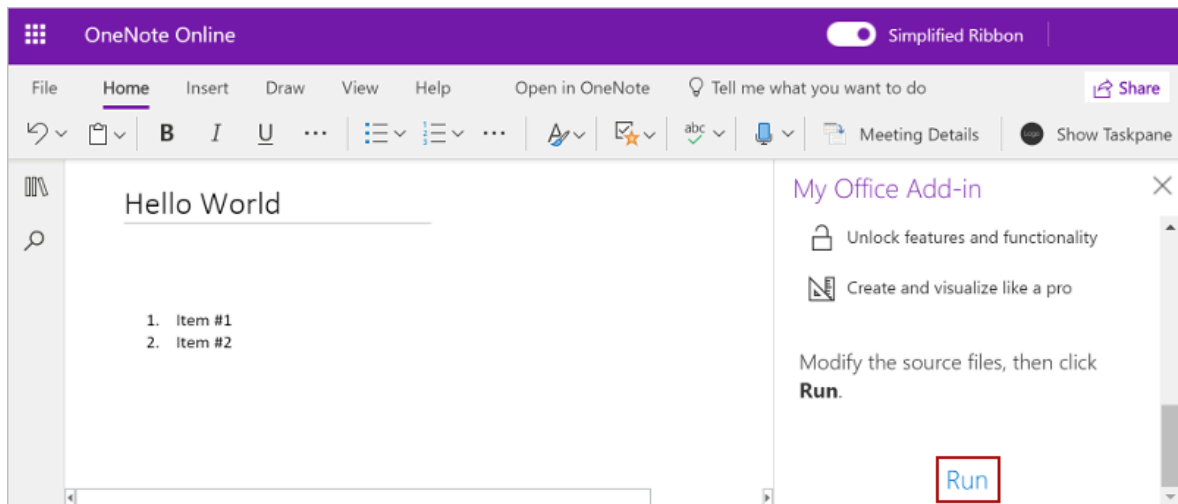 OneNote Online
Simplified Ribbon
File Home Insert Draw View Help Open in OneNote Tell me what you want to do Share
B I U ... abc Meeting Details Show Taskpane
Hello World
1. Item #1
2. Item #2
My Office Add-in
Unlock features and functionality
Create and visualize like a pro
Modify the source files, then click
Run.
Run